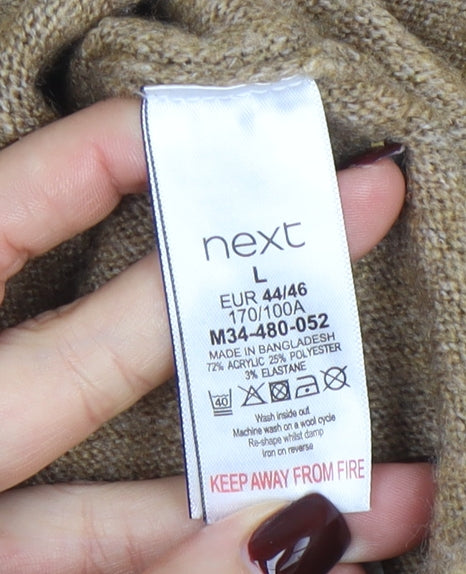 next
L
EUR 44/46
170/100A
M34-480-052
MADE IN BANGLADESH
72% ACRYLIC 25% POLYESTER
3% ELASTANE
40
Wash inside out
Machine wash on a wool cycle
Re-shape whilst damp
Iron on reverse
KEEP AWAY FROM FIRE